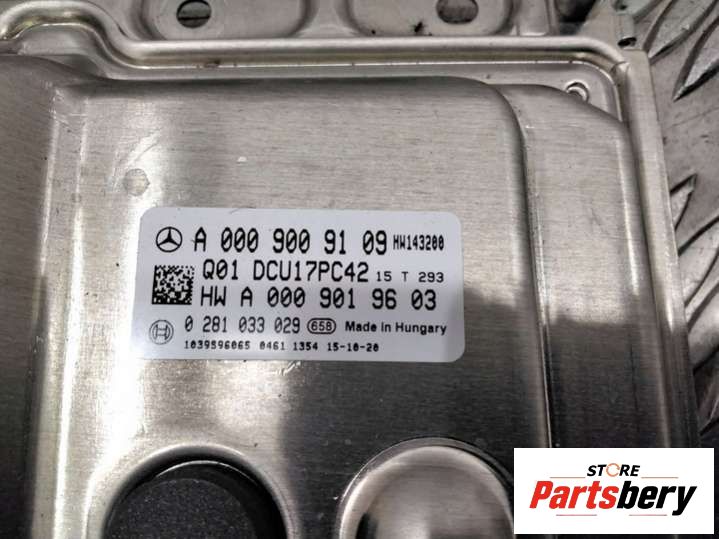 A 000 900 91 09 HW143200
Q01 DCU17PC42 15 T 293
HW A 000 901 96 03
0 281 033 029 658 Made in Hungary
1039S96065 0461 1354 15-10-20
STORE
Partsbery